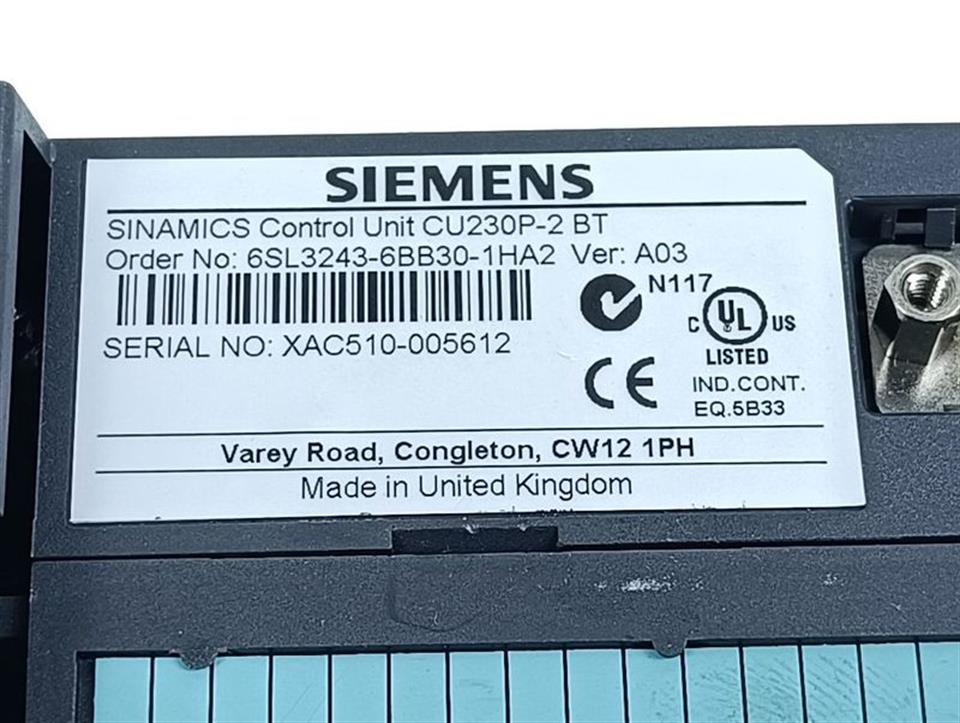 SIEMENS
SINAMICS Control Unit CU230P-2 BT
Order No: 6SL3243-6BB30-1HA2 Ver: A03
N117
C UL US
LISTED
SERIAL NO: XAC510-005612
CE
IND.CONT.
EQ.5B33
Varey Road, Congleton, CW12 1PH
Made in United Kingdom